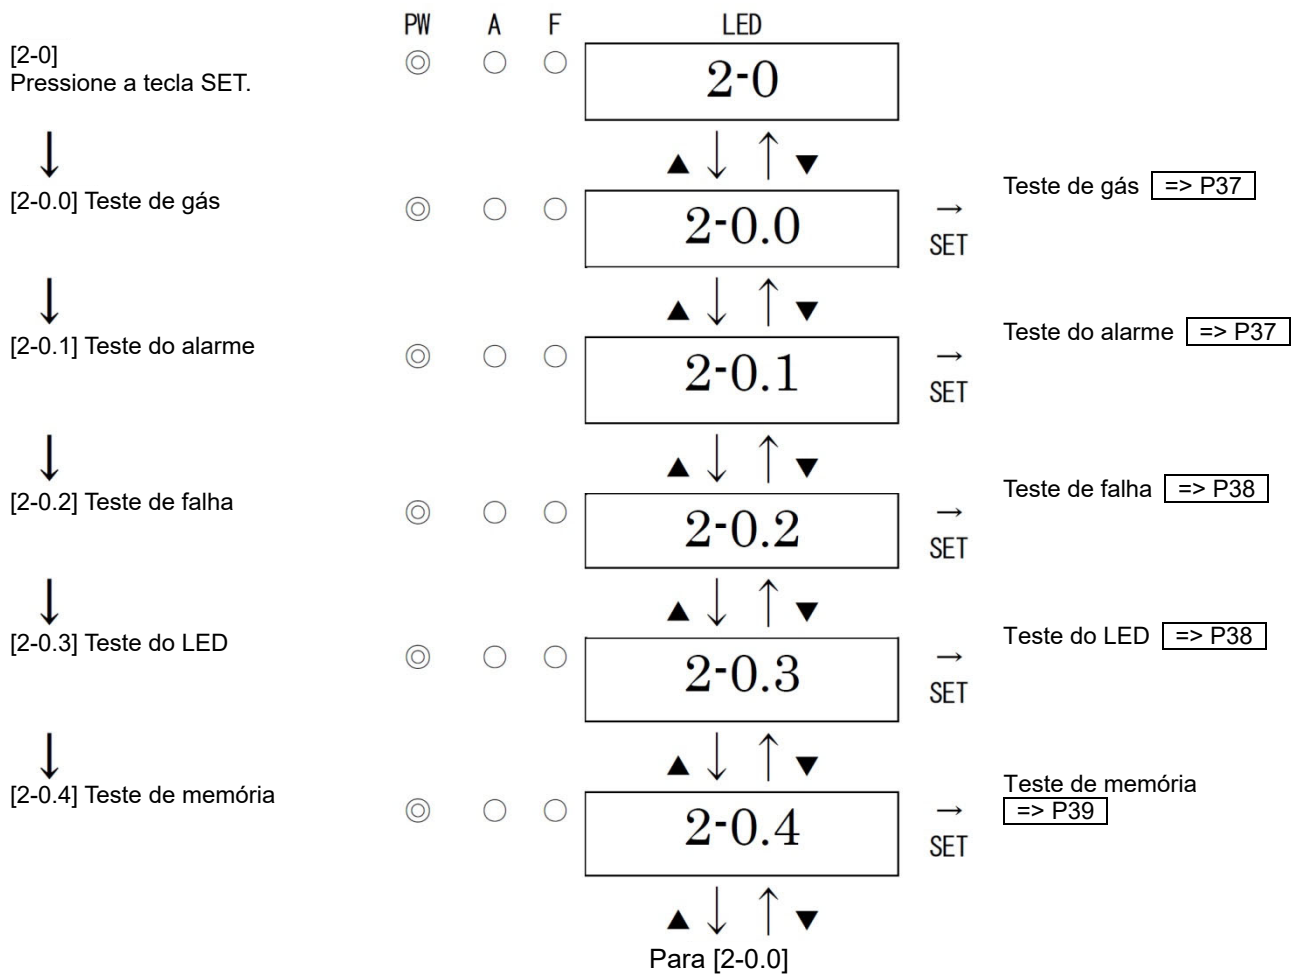 PW A F LED
[2-0]
Pressione a tecla SET.
2-0
▲ ↓ ↑ ▼
[2-0.0] Teste de gás
2-0.0
→
SET
Teste de gás => P37
▲ ↓ ↑ ▼
[2-0.1] Teste do alarme
2-0.1
→
SET
Teste do alarme => P37
▲ ↓ ↑ ▼
[2-0.2] Teste de falha
2-0.2
→
SET
Teste de falha => P38
▲ ↓ ↑ ▼
[2-0.3] Teste do LED
2-0.3
→
SET
Teste do LED => P38
▲ ↓ ↑ ▼
[2-0.4] Teste de memória
2-0.4
→
SET
Teste de memória
=> P39
▲ ↓ ↑ ▼
Para [2-0.0]